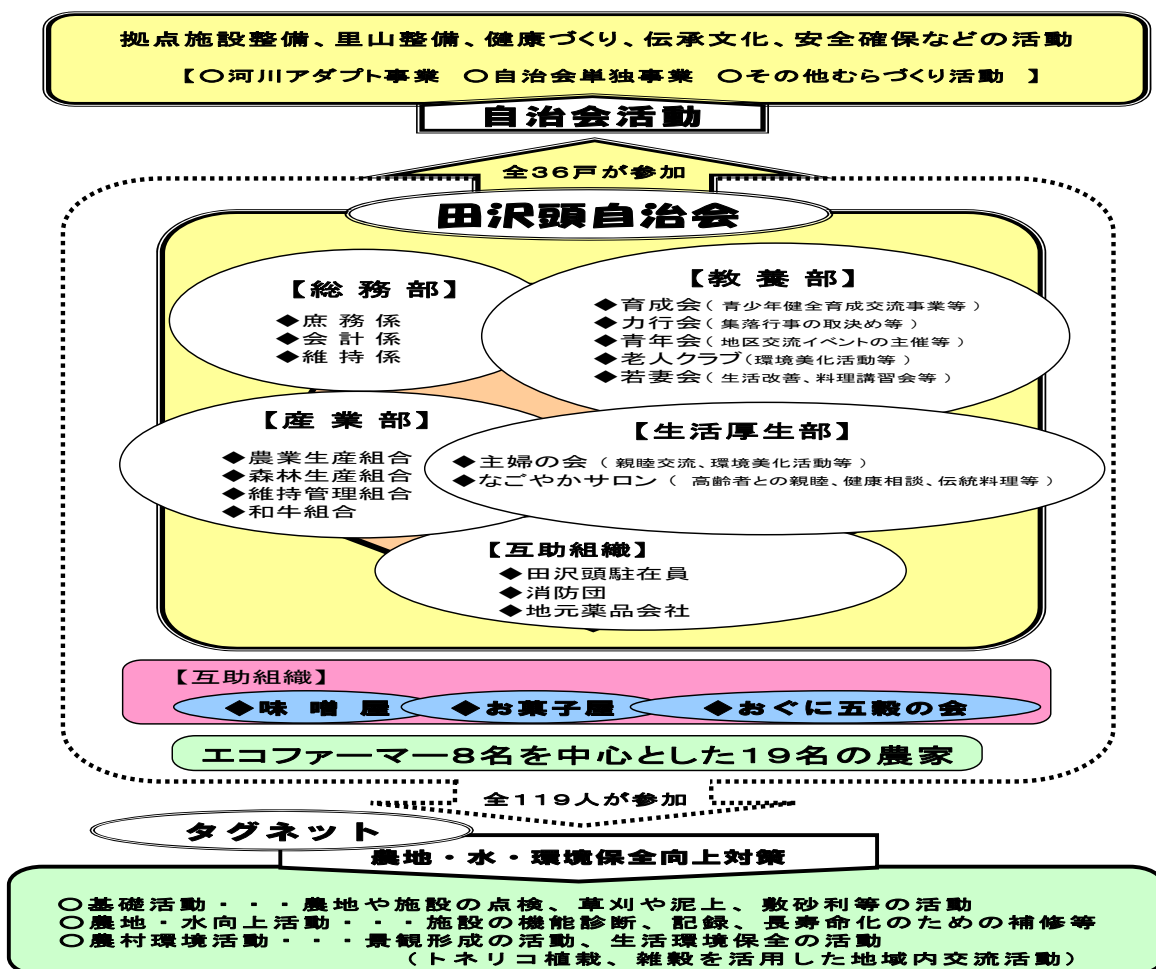 拠点施設整備、里山整備、健康づくり、伝承文化、安全確保などの活動
【○河川アダプト事業 ○自治会単独事業 ○その他むらづくり活動 】
自治会活動
全36戸が参加
田沢頭自治会
【総 務 部】
◆庶 務 係
◆会 計 係
◆維 持 係
【教 養 部】
◆育成会（ 青少年健全育成交流事業等 ）
◆力行会（ 集落行事の取決め等 ）
◆青年会（ 地区交流イベントの主催等 ）
◆老人クラブ（環境美化活動等 ）
◆若妻会（ 生活改善、料理講習会等 ）
【産 業 部】
◆農業生産組合
◆森林生産組合
◆維持管理組合
◆和牛組合
【生活厚生部】
◆主婦の会 （ 親睦交流、環境美化活動等 ）
◆なごやかサロン （ 高齢者との親睦、健康相談、伝統料理等 ）
【互助組織】
◆田沢頭駐在員
◆消防団
◆地元薬品会社
【互助組織】
◆味 噌 屋
◆お菓子屋
◆おぐに五穀の会
エコファーマー8名を中心とした19名の農家
全119人が参加
タグネット
農地・水・環境保全向上対策
○基礎活動・・・農地や施設の点検、草刈や泥上、敷砂利等の活動
○農地・水向上活動・・・施設の機能診断、記録、長寿命化のための補修等
○農村環境活動・・・景観形成の活動、生活環境保全の活動
（トネリコ植栽、雑穀を活用した地域内交流活動）